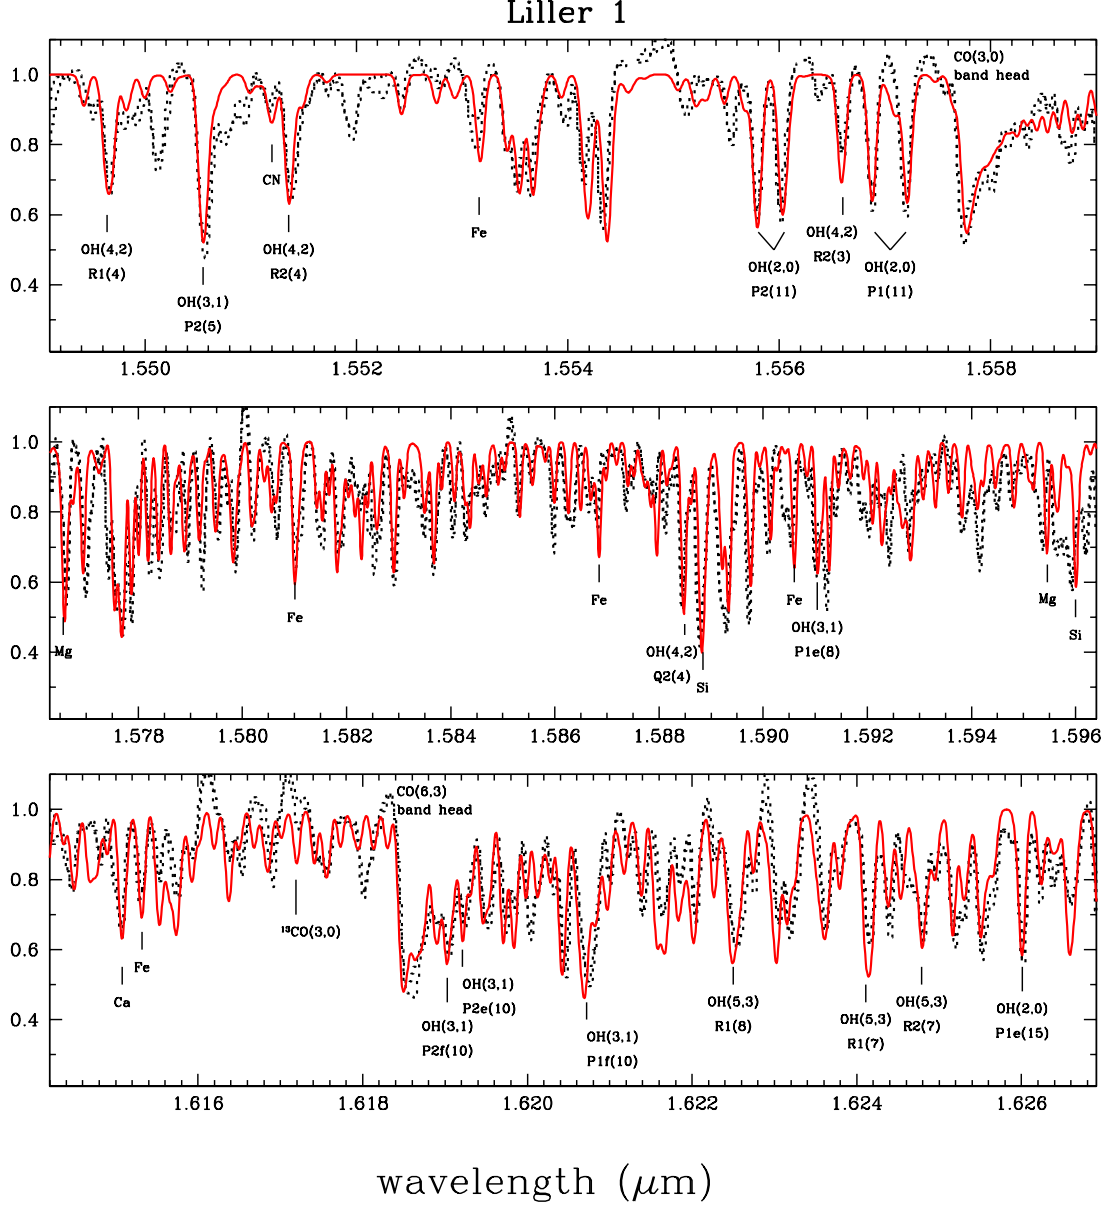 Liller 1
CO(3,0)
band head
1.0
0.8
0.6
0.4
CN
Fe
OH(4,2)
R1(4)
OH(3,1)
P2(5)
OH(4,2)
R2(4)
OH(2,0)
P2(11)
OH(4,2)
R2(3)
OH(2,0)
P1(11)
1.550 1.552 1.554 1.556 1.558
1.0
0.8
0.6
0.4
Mg
Fe
Fe
OH(4,2)
Q2(4)
Si
Fe
OH(3,1)
P1e(8)
Mg
Si
1.578 1.580 1.582 1.584 1.586 1.588 1.590 1.592 1.594 1.596
CO(6,3)
band head
1.0
0.8
0.6
0.4
Ca
Fe
¹³CO(3,0)
OH(3,1)
P2f(10)
OH(3,1)
P2e(10)
OH(3,1)
P1f(10)
OH(5,3)
R1(8)
OH(5,3)
R1(7)
OH(5,3)
R2(7)
OH(2,0)
P1e(15)
1.616 1.618 1.620 1.622 1.624 1.626
wavelength (μm)